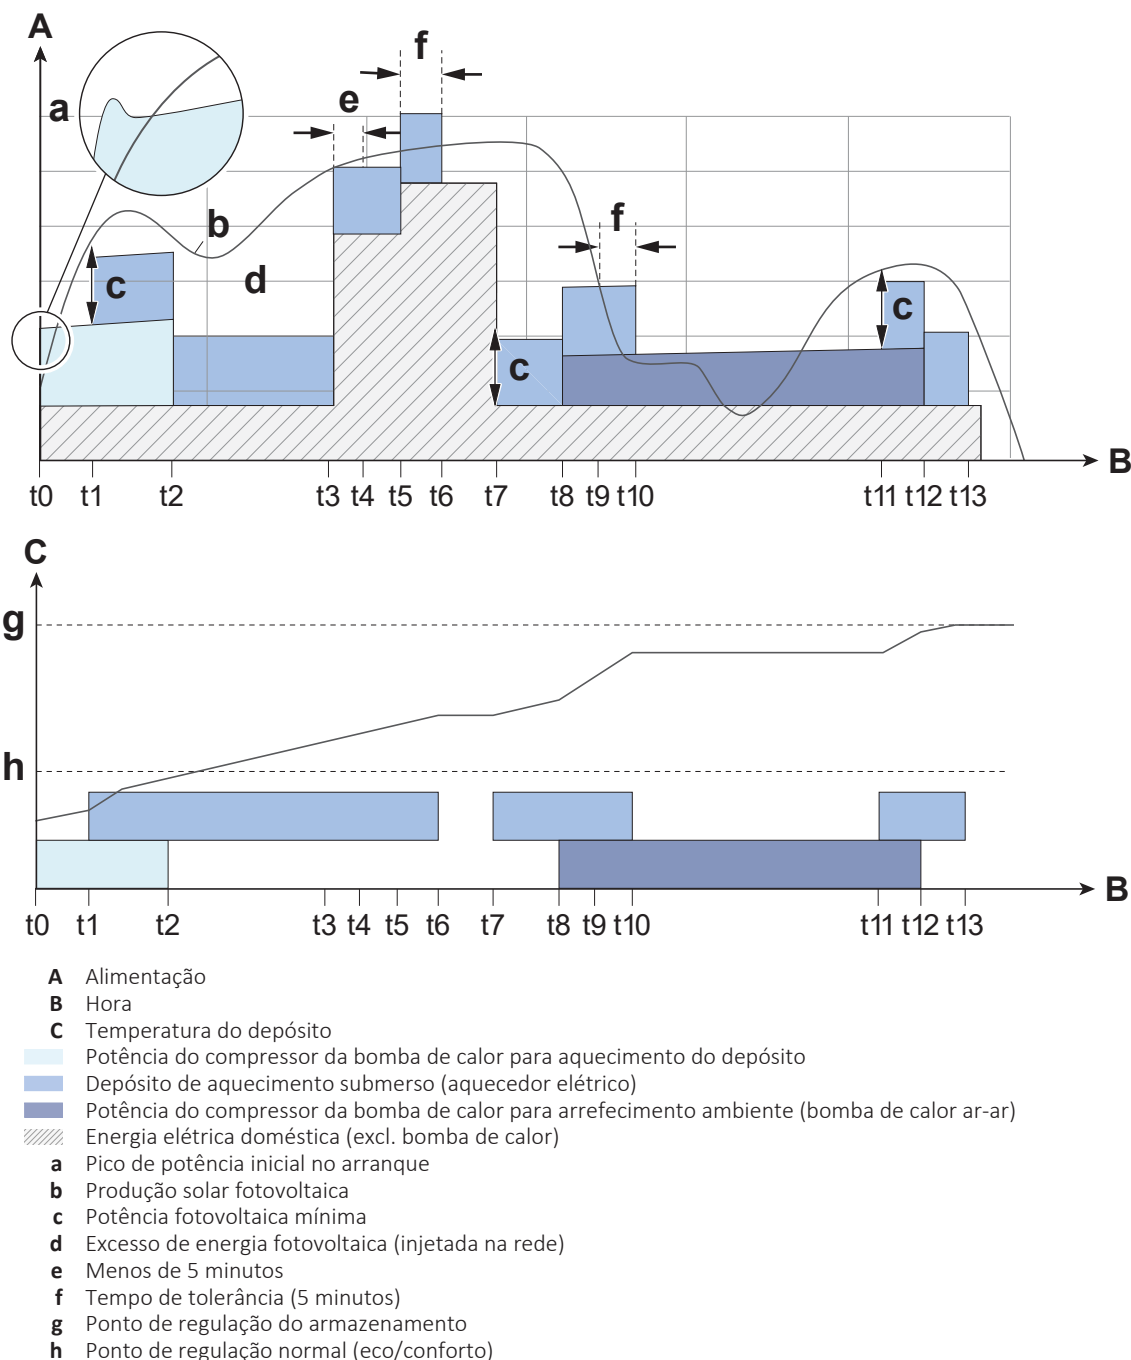 A
f
e
a
b
f
d
c
c
c
B
t0 t1 t2 t3 t4 t5 t6 t7 t8 t9 t10 t11 t12 t13
C
g
h
B
t0 t1 t2 t3 t4 t5 t6 t7 t8 t9 t10 t11 t12 t13
A Alimentação
B Hora
C Temperatura do depósito
Potência do compressor da bomba de calor para aquecimento do depósito
Depósito de aquecimento submerso (aquecedor elétrico)
Potência do compressor da bomba de calor para arrefecimento ambiente (bomba de calor ar-ar)
Energia elétrica doméstica (excl. bomba de calor)
a Pico de potência inicial no arranque
b Produção solar fotovoltaica
c Potência fotovoltaica mínima
d Excesso de energia fotovoltaica (injetada na rede)
e Menos de 5 minutos
f Tempo de tolerância (5 minutos)
g Ponto de regulação do armazenamento
h Ponto de regulação normal (eco/conforto)